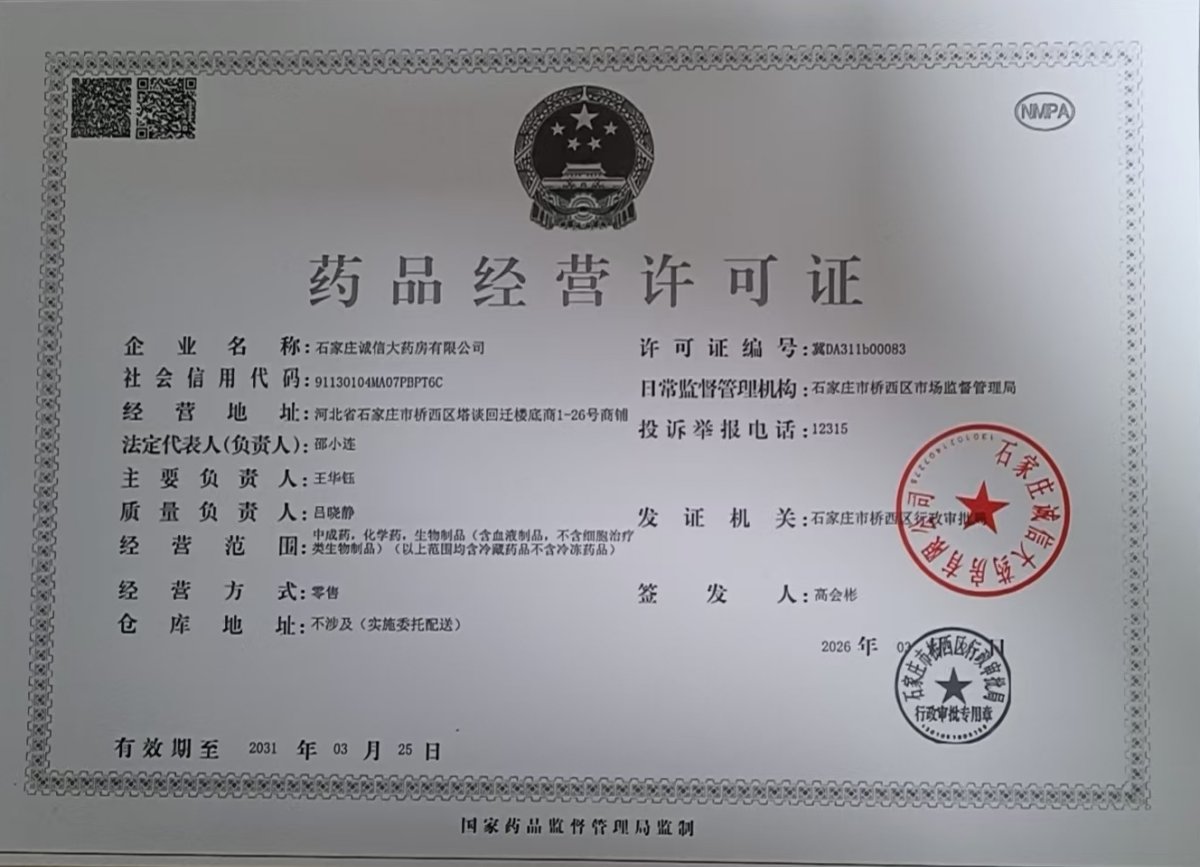 NMPA
药品经营许可证
企业名称：石家庄诚信大药房有限公司
社会信用代码：91130104MA07PBPT6C
经营地址：河北省石家庄市桥西区塔谈回迁楼底商1-26号商铺
法定代表人(负责人)：邵小连
主要负责人：王华钰
质量负责人：吕晓静
经营范围：中成药，化学药，生物制品（含血液制品，不含细胞治疗
类生物制品）（以上范围均含冷藏药品不含冷冻药品）
经营方式：零售
仓库地址：不涉及（实施委托配送）
许可证编号：冀DA311b00083
日常监督管理机构：石家庄市桥西区市场监督管理局
投诉举报电话：12315
发证机关：石家庄市桥西区行政审批局
签发人：高会彬
2026年03月 日
石家庄诚信大药房有限公司
石家庄市桥西区行政审批局
行政审批专用章
有效期至 2031 年 03 月 25 日
国家药品监督管理局监制